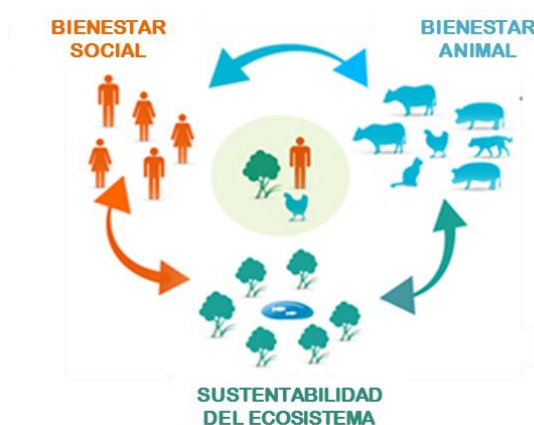 BIENESTAR
SOCIAL
BIENESTAR
ANIMAL
SUSTENTABILIDAD
DEL ECOSISTEMA